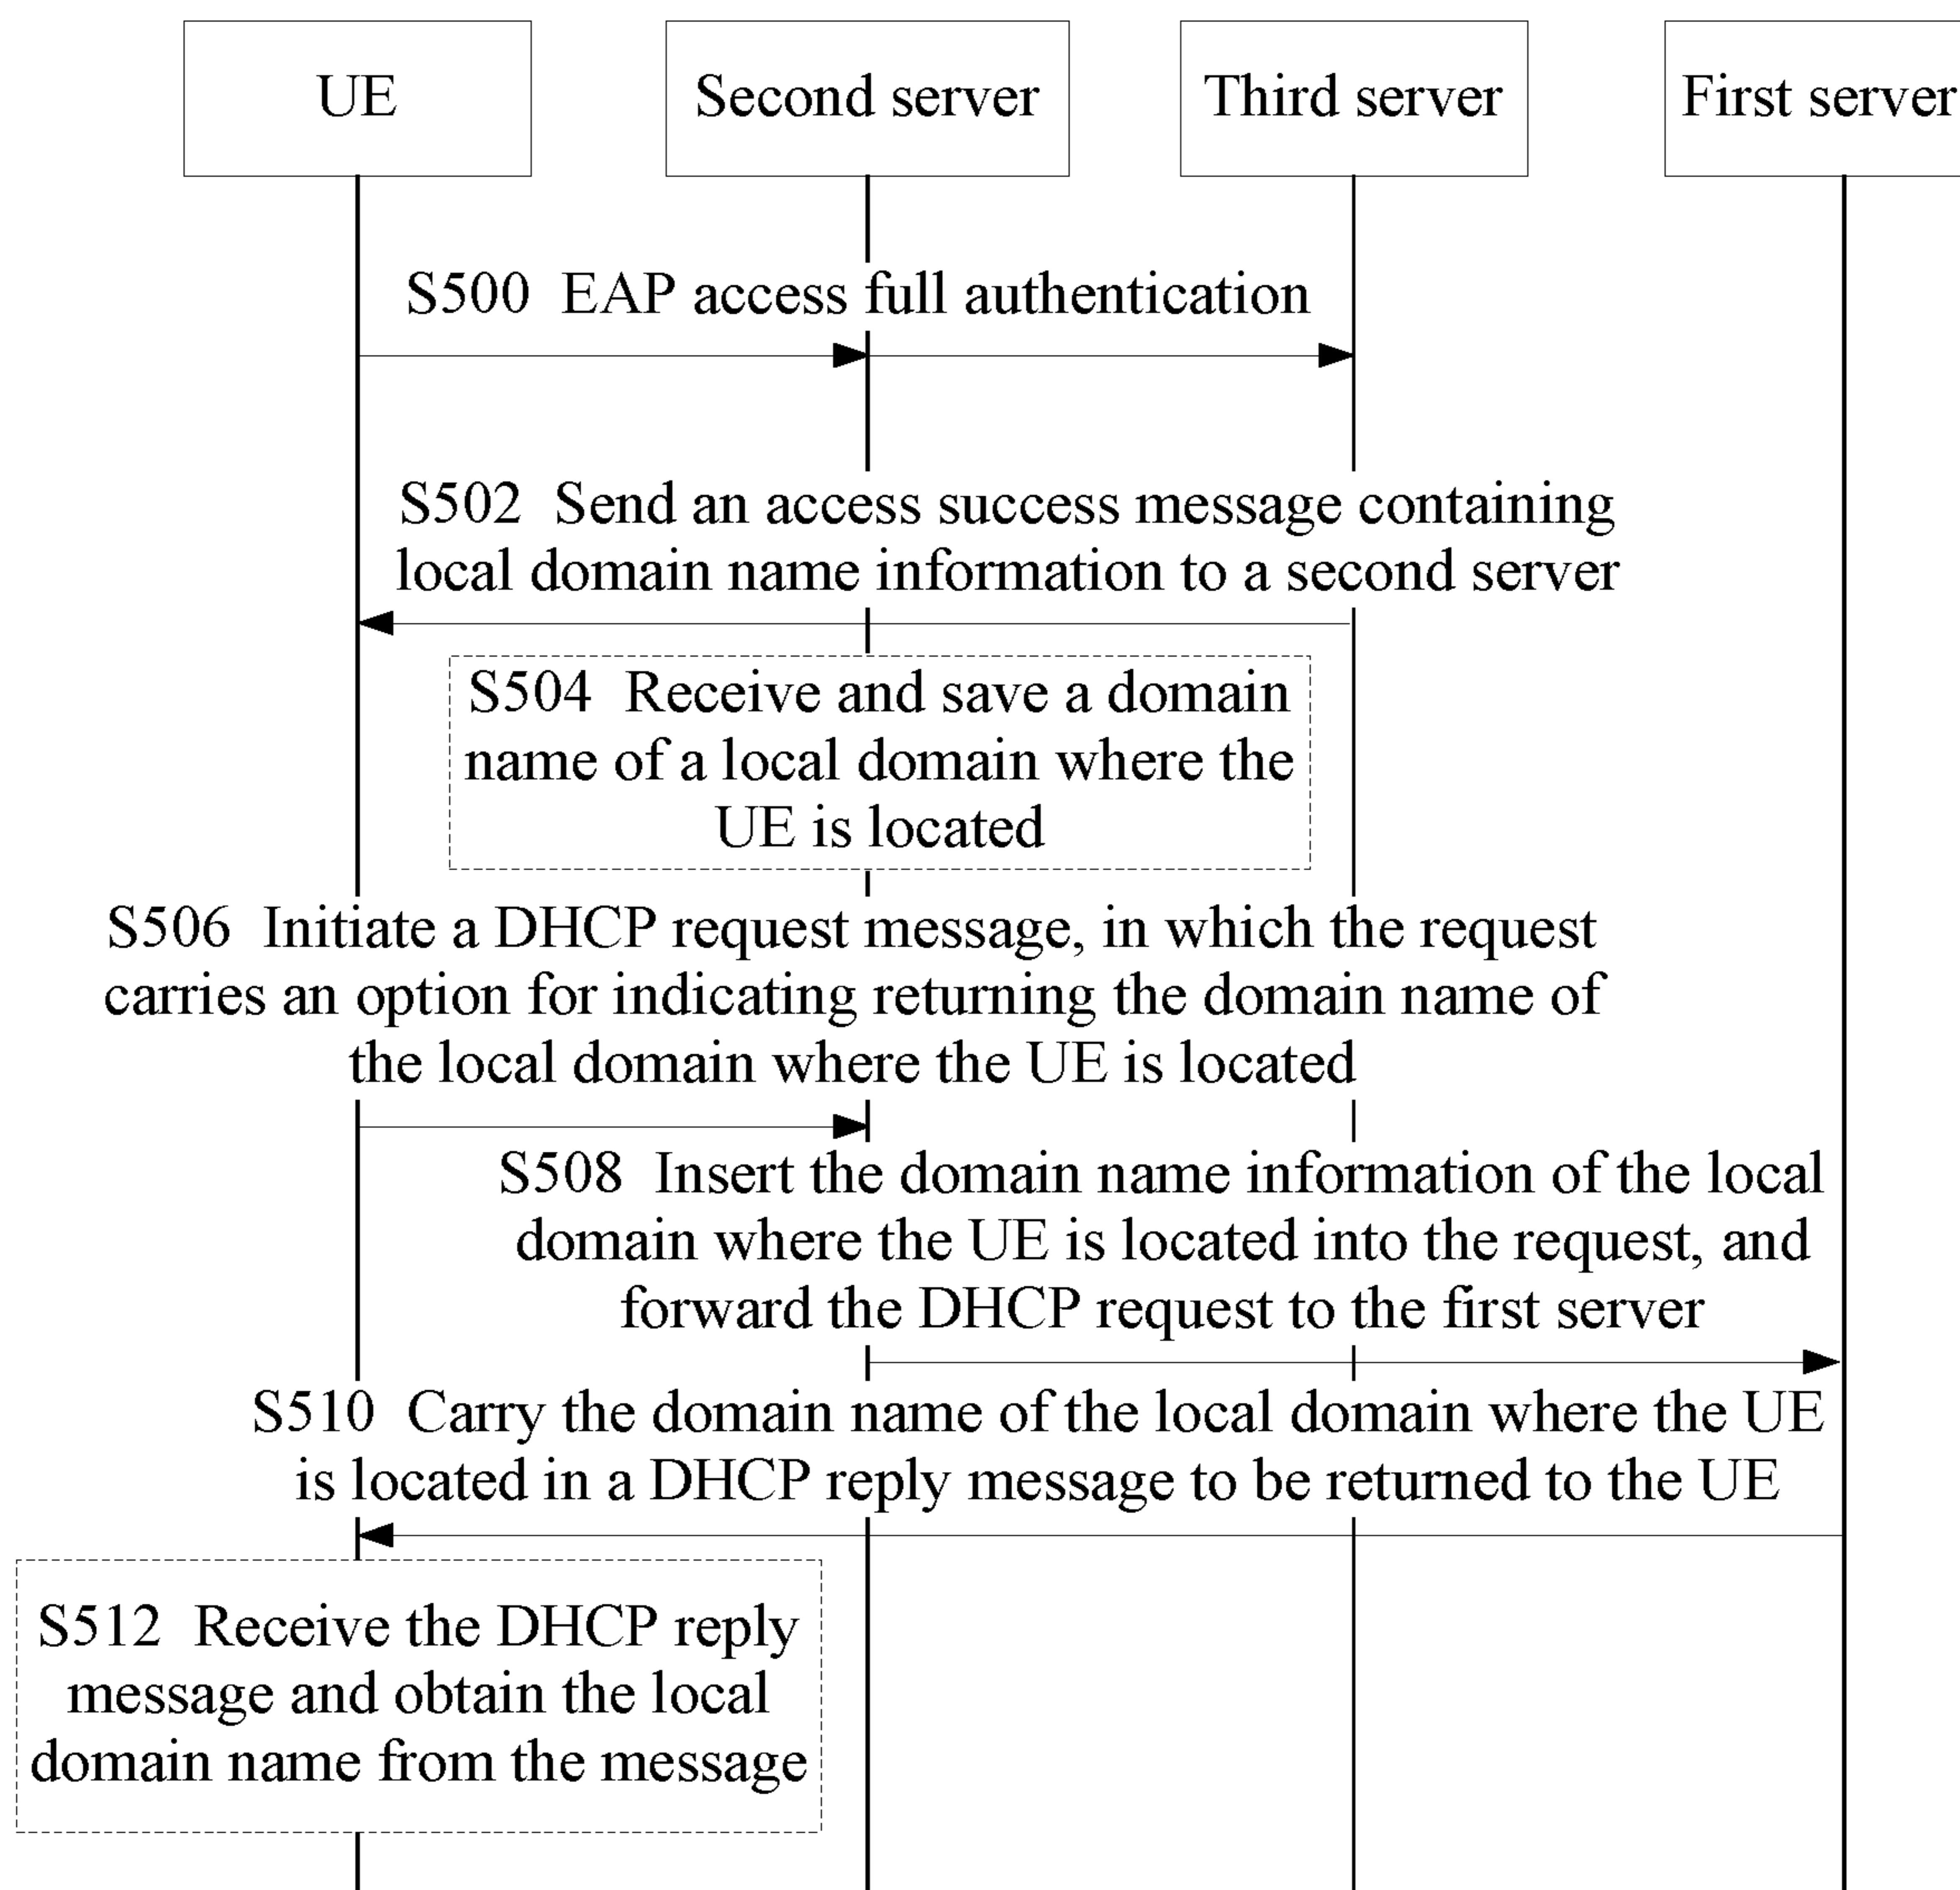 UE
Second server
Third server
First server
S500 EAP access full authentication
S502 Send an access success message containing
local domain name information to a second server
S504 Receive and save a domain
name of a local domain where the
UE is located
S506 Initiate a DHCP request message, in which the request
carries an option for indicating returning the domain name of
the local domain where the UE is located
S508 Insert the domain name information of the local
domain where the UE is located into the request, and
forward the DHCP request to the first server
S510 Carry the domain name of the local domain where the UE
is located in a DHCP reply message to be returned to the UE
S512 Receive the DHCP reply
message and obtain the local
domain name from the message